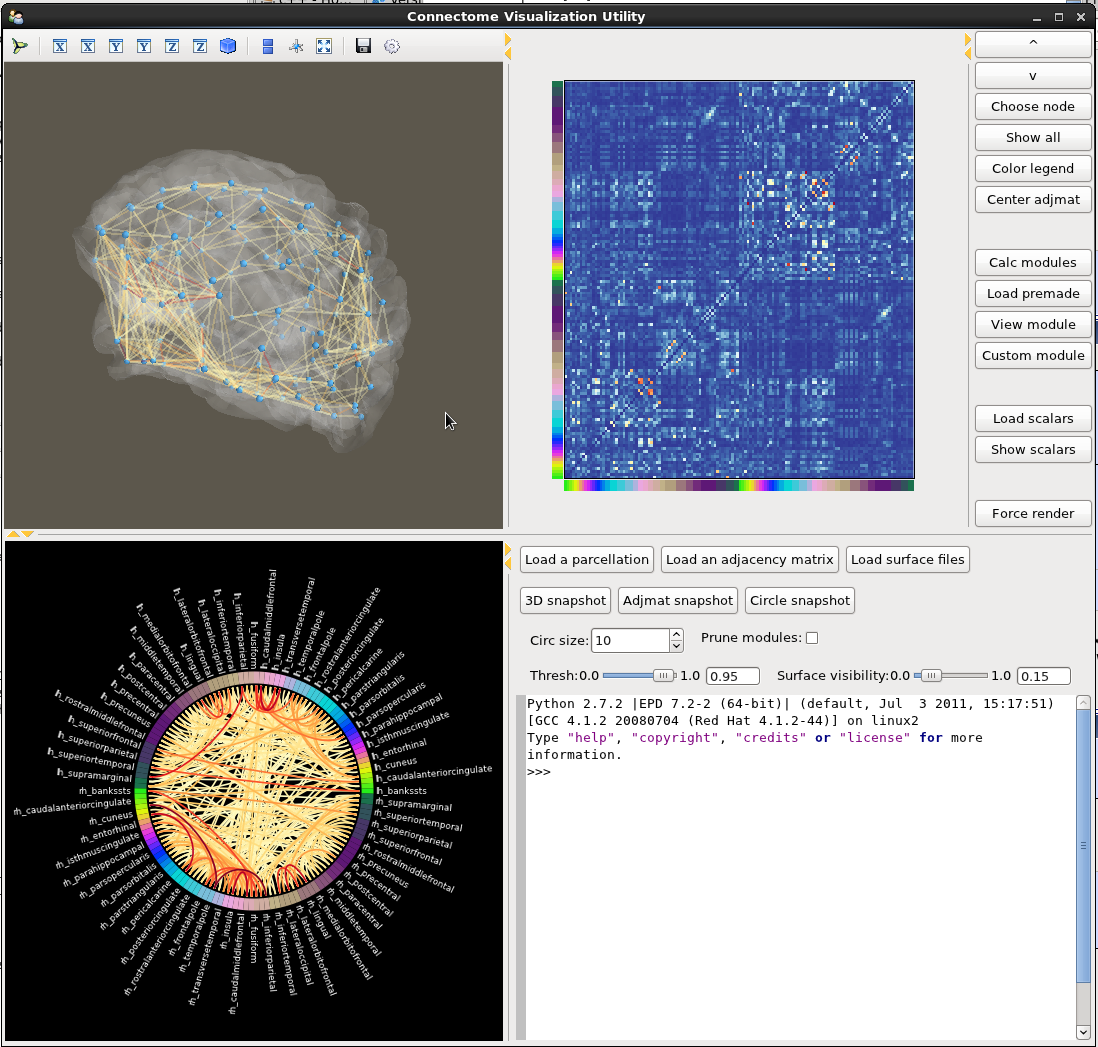 Connectome Visualization Utility
X X Y Y Z Z
^
v
Choose node
Show all
Color legend
Center adjmat
Calc modules
Load premade
View module
Custom module
Load scalars
Show scalars
Force render
lh_fusiform
lh_inferiorparietal
lh_inferiortemporal
lh_lateraloccipital
lh_lateralorbitofrontal
lh_lingual
lh_medialorbitofrontal
lh_middletemporal
lh_paracentral
lh_postcentral
lh_precentral
lh_precuneus
lh_rostralmiddlefrontal
lh_superiorfrontal
lh_superiorparietal
lh_superiortemporal
lh_supramarginal
rh_bankssts
rh_caudalanteriorcingulate
rh_cuneus
rh_entorhinal
rh_isthmuscingulate
rh_parahippocampal
rh_parsopercularis
rh_parsorbitalis
rh_parstriangularis
rh_pericalcarine
rh_posteriorcingulate
rh_rostralanteriorcingulate
rh_frontalpole
rh_temporalpole
rh_transversetemporal
rh_insula
rh_caudalmiddlefrontal
rh_fusiform
rh_inferiorparietal
rh_inferiortemporal
rh_lateraloccipital
rh_lateralorbitofrontal
rh_lingual
rh_medialorbitofrontal
rh_middletemporal
rh_paracentral
rh_postcentral
rh_precentral
rh_precuneus
rh_rostralmiddlefrontal
rh_superiorfrontal
rh_superiorparietal
rh_superiortemporal
rh_supramarginal
lh_bankssts
lh_caudalanteriorcingulate
lh_cuneus
lh_entorhinal
lh_isthmuscingulate
lh_parahippocampal
lh_parsopercularis
lh_parsorbitalis
lh_parstriangularis
lh_pericalcarine
lh_posteriorcingulate
lh_rostralanteriorcingulate
lh_frontalpole
lh_temporalpole
lh_transversetemporal
lh_insula
lh_caudalmiddlefrontal
Load a parcellation Load an adjacency matrix Load surface files
3D snapshot Adjmat snapshot Circle snapshot
Circ size: 10 Prune modules:
Thresh:0.0 1.0 0.95 Surface visibility:0.0 1.0 0.15
Python 2.7.2 |EPD 7.2-2 (64-bit)| (default, Jul  3 2011, 15:17:51)
[GCC 4.1.2 20080704 (Red Hat 4.1.2-44)] on linux2
Type "help", "copyright", "credits" or "license" for more
information.
>>>